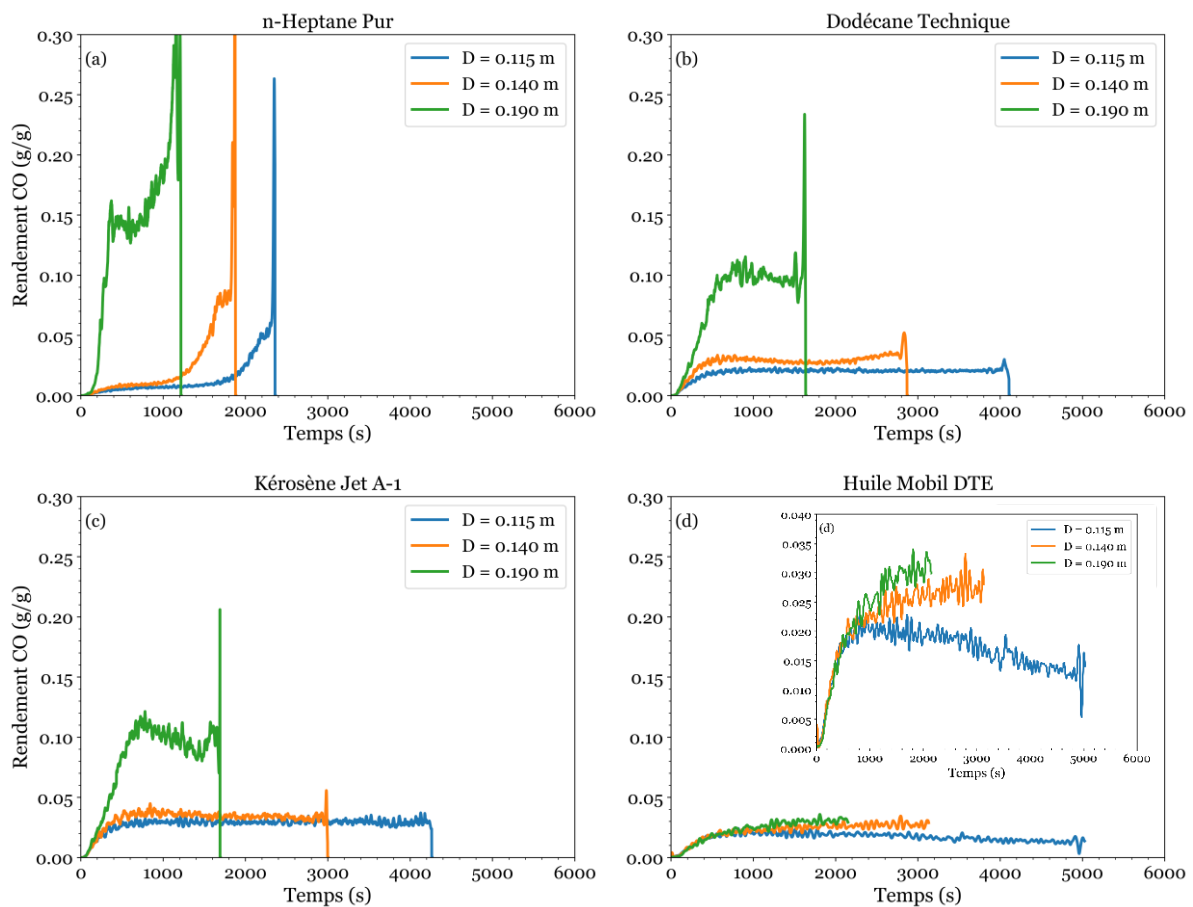 n-Heptane Pur
(a)
D = 0.115 m
D = 0.140 m
D = 0.190 m
0.30
0.25
0.20
0.15
0.10
0.05
0.00
Rendement CO (g/g)
0 1000 2000 3000 4000 5000 6000
Temps (s)
Dodécane Technique
(b)
D = 0.115 m
D = 0.140 m
D = 0.190 m
0.30
0.25
0.20
0.15
0.10
0.05
0.00
0 1000 2000 3000 4000 5000 6000
Temps (s)
Kérosène Jet A-1
(c)
D = 0.115 m
D = 0.140 m
D = 0.190 m
0.30
0.25
0.20
0.15
0.10
0.05
0.00
Rendement CO (g/g)
0 1000 2000 3000 4000 5000 6000
Temps (s)
Huile Mobil DTE
(d)
0.30
0.25
0.20
0.15
0.10
0.05
0.00
0 1000 2000 3000 4000 5000 6000
Temps (s)
(d)
D = 0.115 m
D = 0.140 m
D = 0.190 m
0.040
0.035
0.030
0.025
0.020
0.015
0.010
0.005
0.000
0 1000 2000 3000 4000 5000 6000
Temps (s)